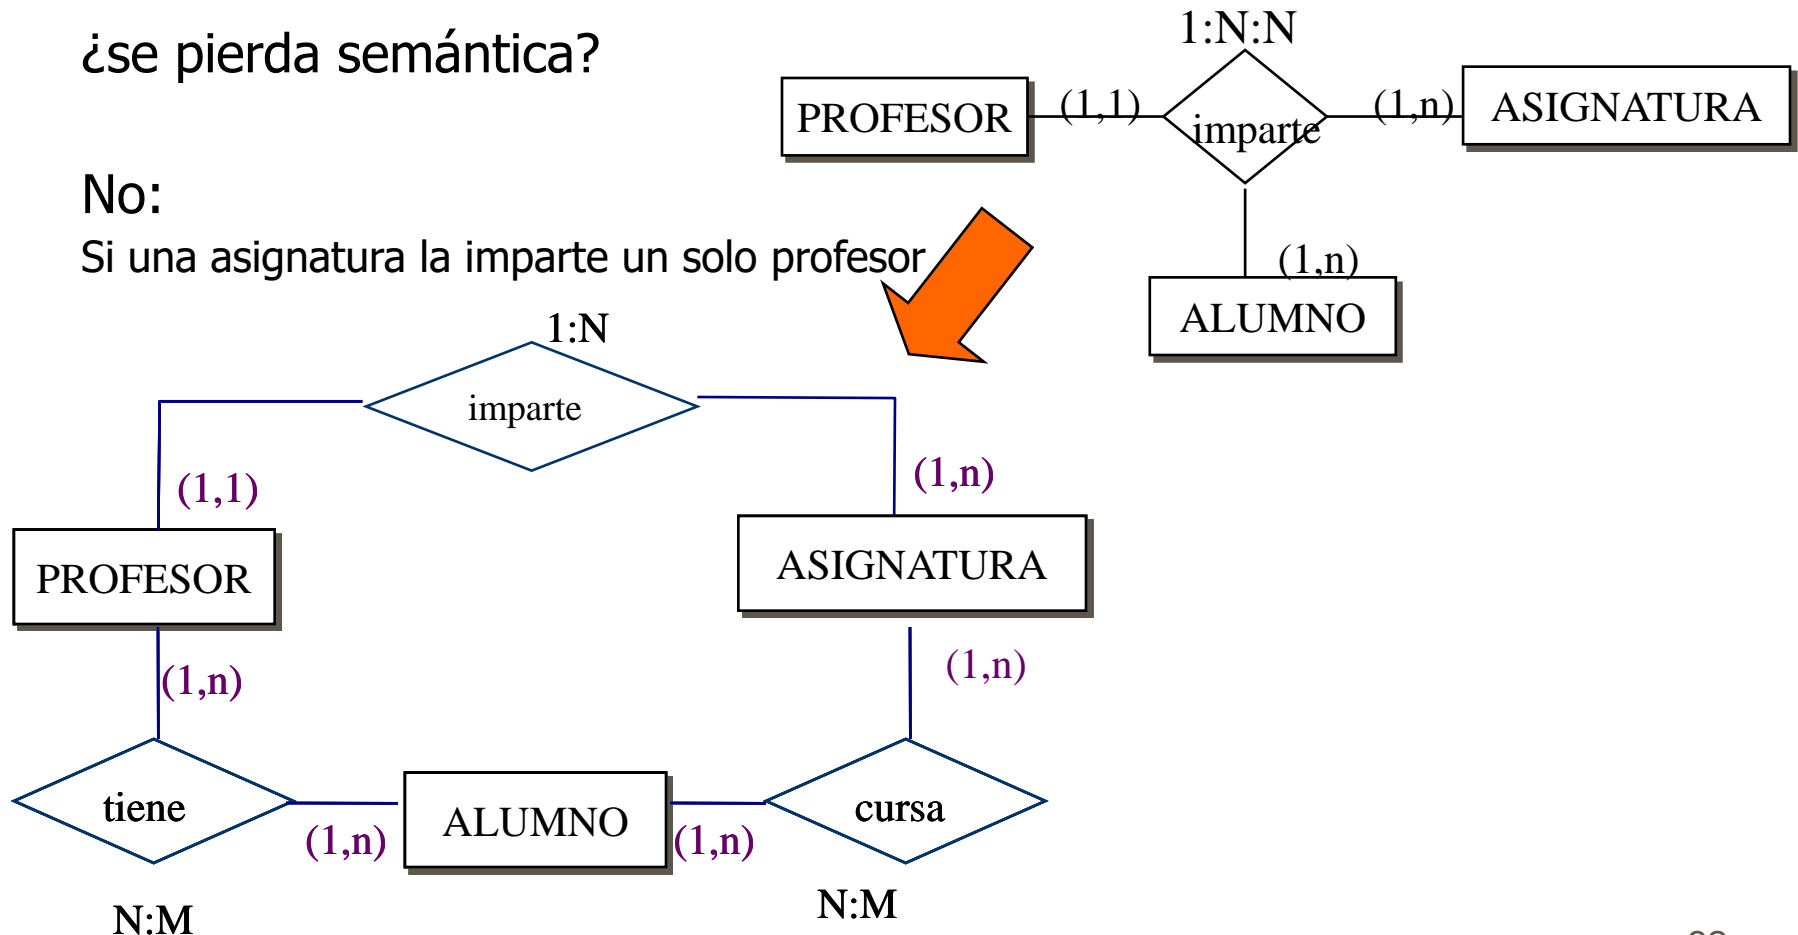 ¿se pierda semántica?
1:N:N
PROFESOR
(1,1)
imparte
(1,n)
ASIGNATURA
(1,n)
ALUMNO
No:
Si una asignatura la imparte un solo profesor
1:N
imparte
(1,1)
(1,n)
PROFESOR
ASIGNATURA
(1,n)
(1,n)
tiene
(1,n)
ALUMNO
(1,n)
cursa
N:M
N:M